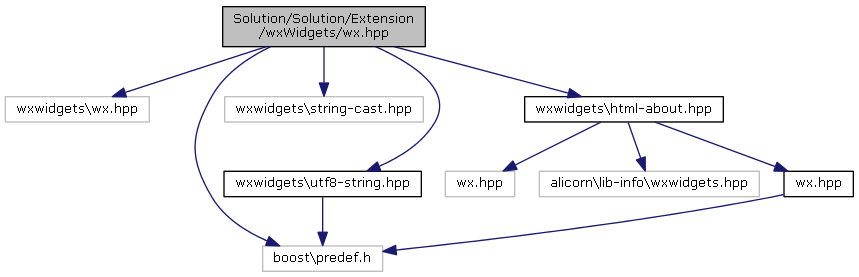 Solution/Solution/Extension
/wxWidgets/wx.hpp
wxwidgets\wx.hpp
wxwidgets\string-cast.hpp
wxwidgets\html-about.hpp
wxwidgets\utf8-string.hpp
wx.hpp
alicorn\lib-info\wxwidgets.hpp
wx.hpp
boost\predef.h